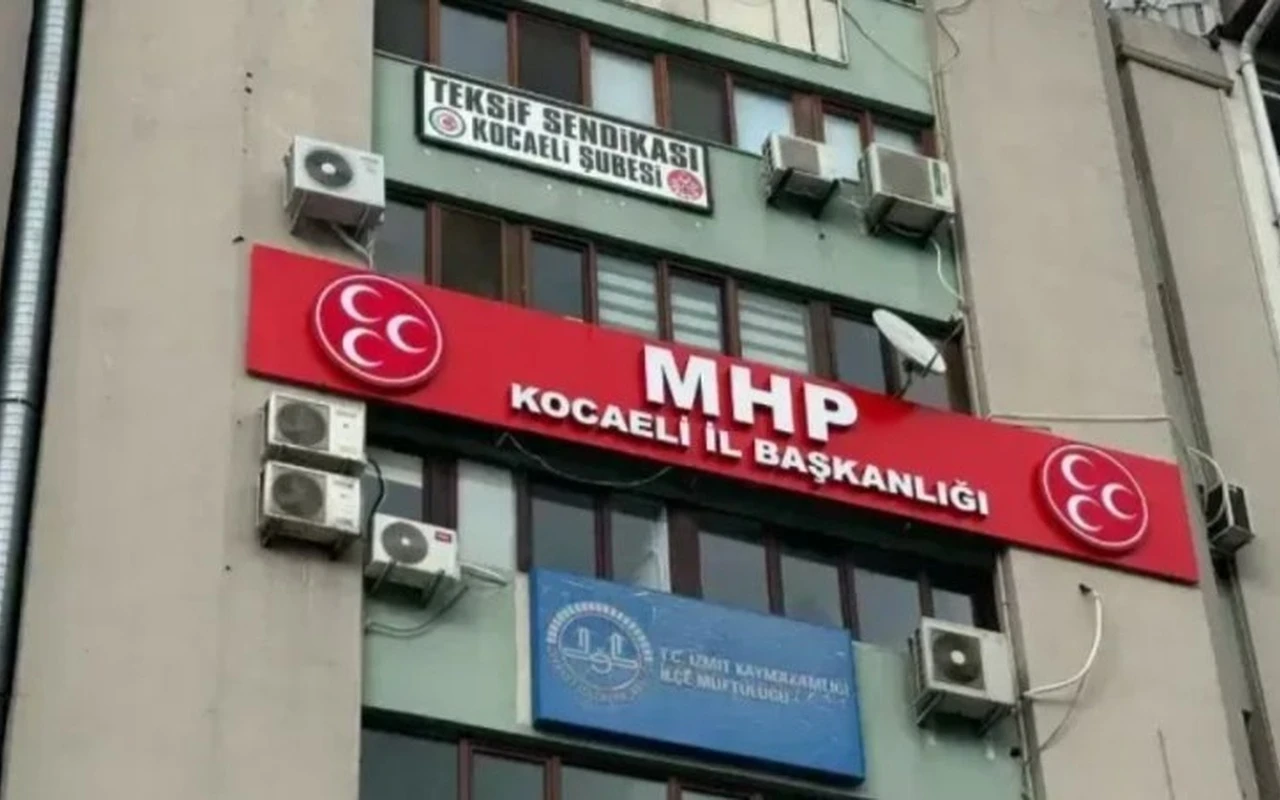 TEKSİF SENDİKASI
KOCAELİ ŞUBESİ
MHP
KOCAELİ İL BAŞKANLIĞI
T.C. İZMİT KAYMAKAMLIĞI
İLÇE MÜFTÜLÜĞÜ